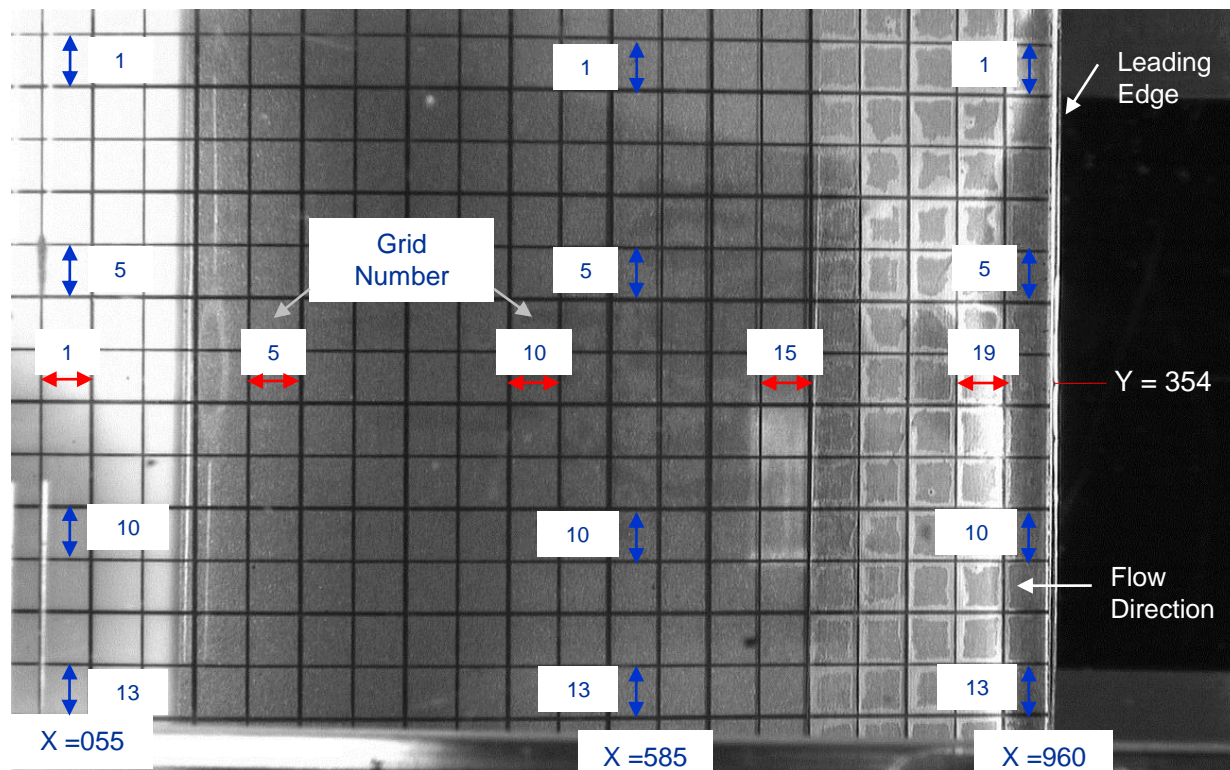 1
1
1
Leading
Edge
Grid
Number
5
5
5
1
5
10
15
19
Y = 354
10
10
10
Flow
Direction
13
13
13
X =055
X =585
X =960